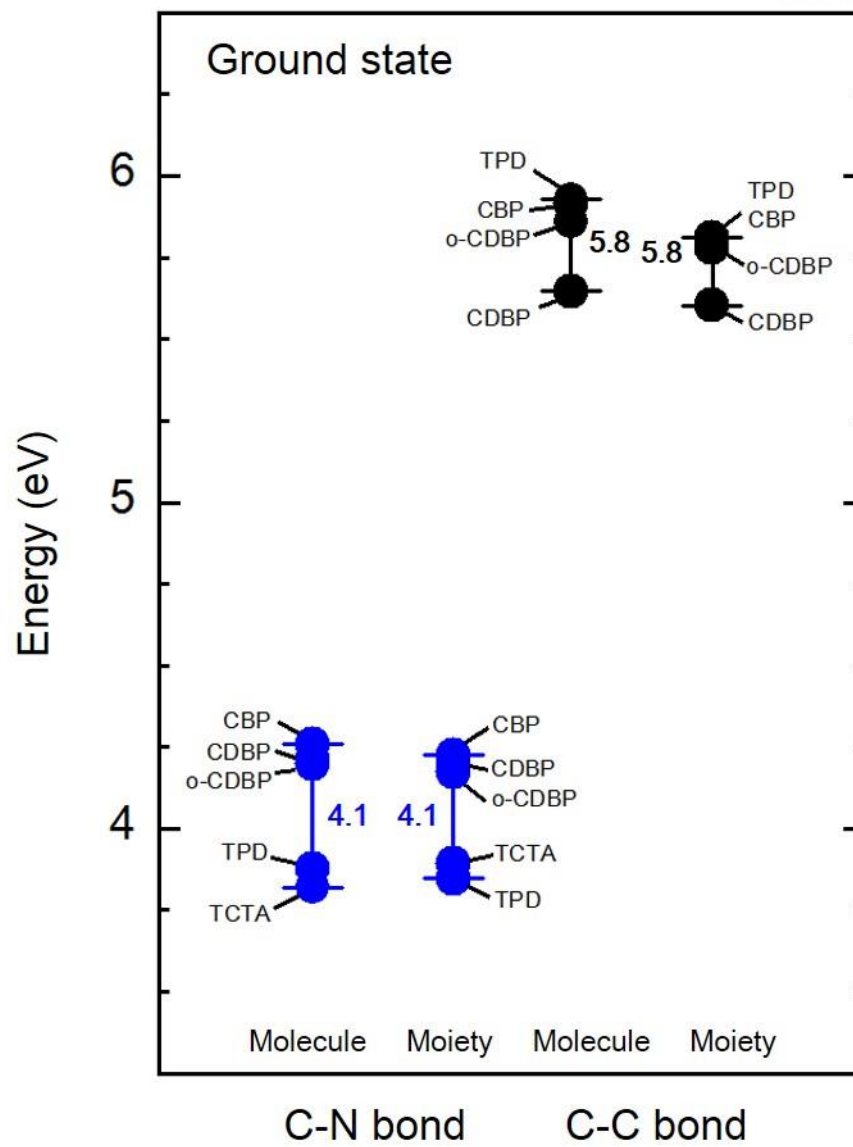 Ground state
6
5
4
Energy (eV)
TPD
CBP
o-CDBP
CDBP
5.8
5.8
TPD
CBP
o-CDBP
CDBP
CBP
CDBP
o-CDBP
TPD
TCTA
4.1
4.1
CBP
CDBP
o-CDBP
TCTA
TPD
Molecule Moiety Molecule Moiety
C-N bond C-C bond